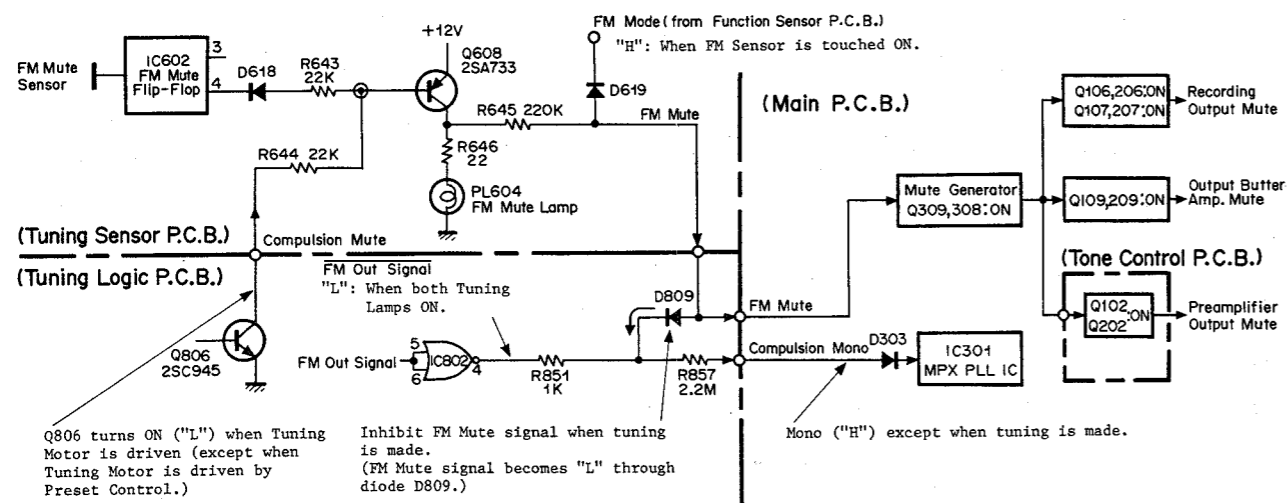 FM Mute
Sensor
IC602
FM Mute
Flip-Flop
3
4
D618
R643
22K
+12V
Q608
2SA733
FM Mode (from Function Sensor P.C.B.)
"H": When FM Sensor is touched ON.
D619
R645 220K
FM Mute
R646
22
PL604
FM Mute Lamp
R644 22K
(Tuning Sensor P.C.B.)
Compulsion Mute
(Tuning Logic P.C.B.)
FM Out Signal
"L": When both Tuning
Lamps ON.
D809
Q806
2SC945
FM Out Signal
5
6
IC802
4
R851
1K
R857
2.2M
Q806 turns ON ("L") when Tuning
Motor is driven (except when
Tuning Motor is driven by
Preset Control.)
Inhibit FM Mute signal when tuning
is made.
(FM Mute signal becomes "L" through
diode D809.)
(Main P.C.B.)
FM Mute
Compulsion Mono
D303
IC301
MPX PLL IC
Mono ("H") except when tuning is made.
Mute Generator
Q309,308:ON
Q106,206:ON
Q107,207:ON
Recording
Output Mute
Q109,209:ON
Output Butter
Amp. Mute
(Tone Control P.C.B.)
Q102
Q202
:ON
Preamplifier
Output Mute